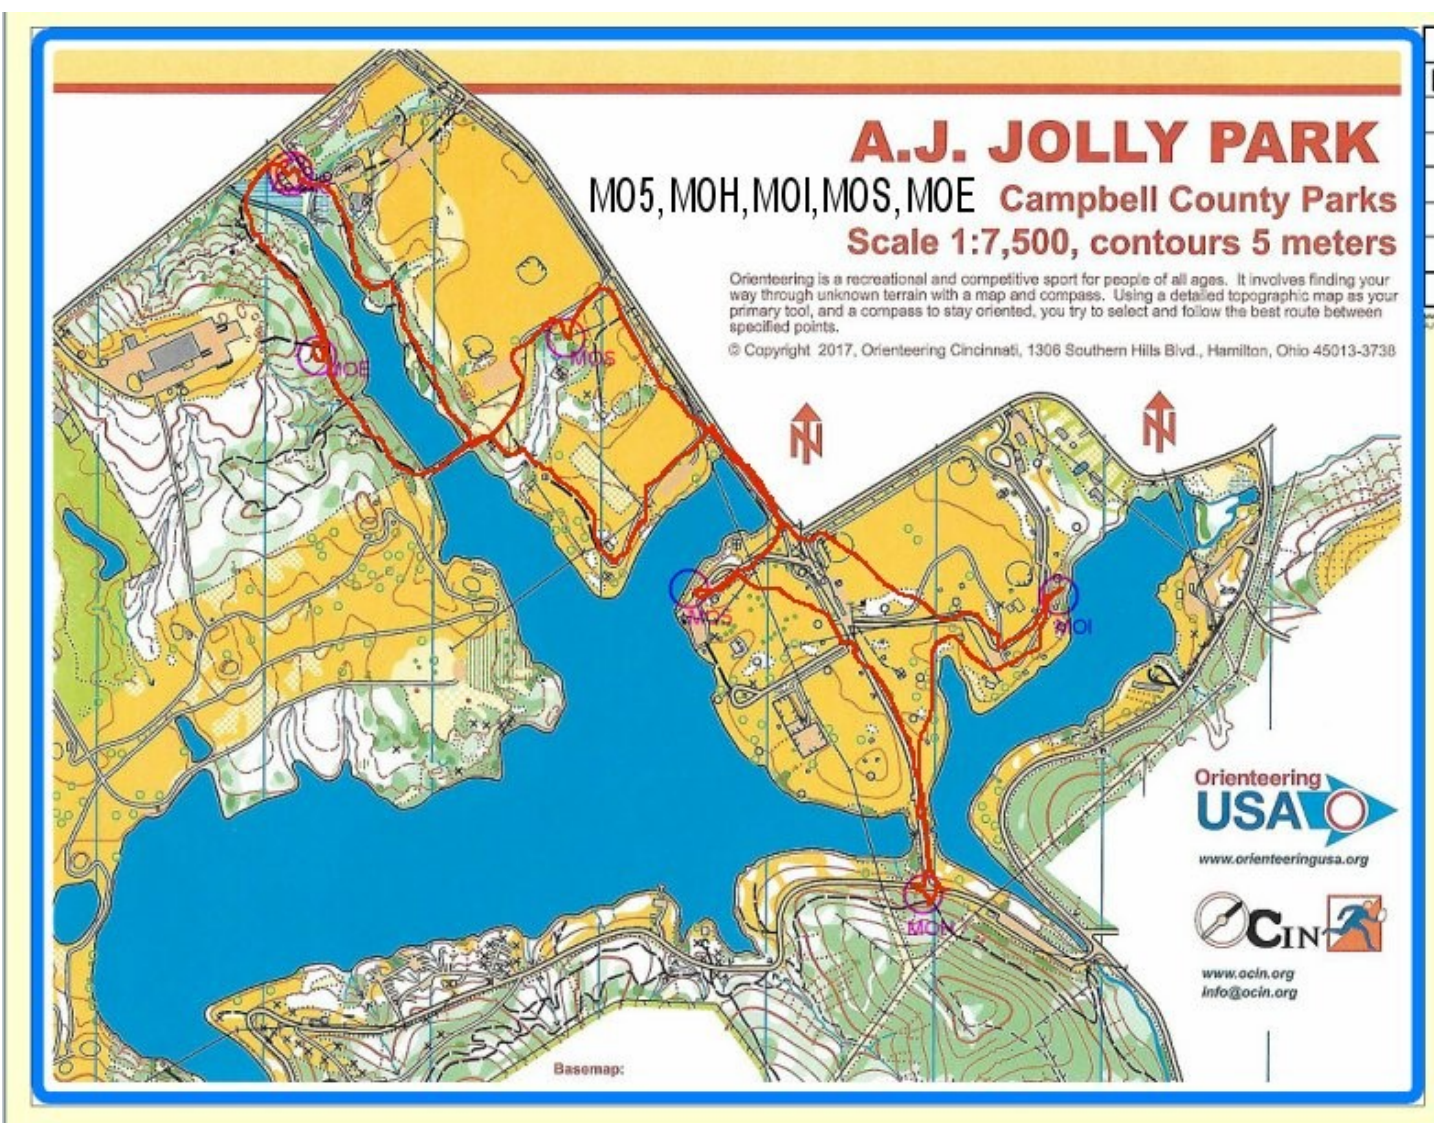 A.J. JOLLY PARK
MO5, MOH, MOI, MOS, MOE
Campbell County Parks
Scale 1:7,500, contours 5 meters
Orienteering is a recreational and competitive sport for people of all ages. It involves finding your
way through unknown terrain with a map and compass. Using a detailed topographic map as your
primary tool, and a compass to stay oriented, you try to select and follow the best route between
specified points.
© Copyright 2017, Orienteering Cincinnati, 1306 Southern Hills Blvd., Hamilton, Ohio 45013-3738
N
N
MOS
MOE
MOI
MOH
Orienteering
USA
www.orienteeringusa.org
OCIN
www.ocin.org
info@ocin.org
Basemap: